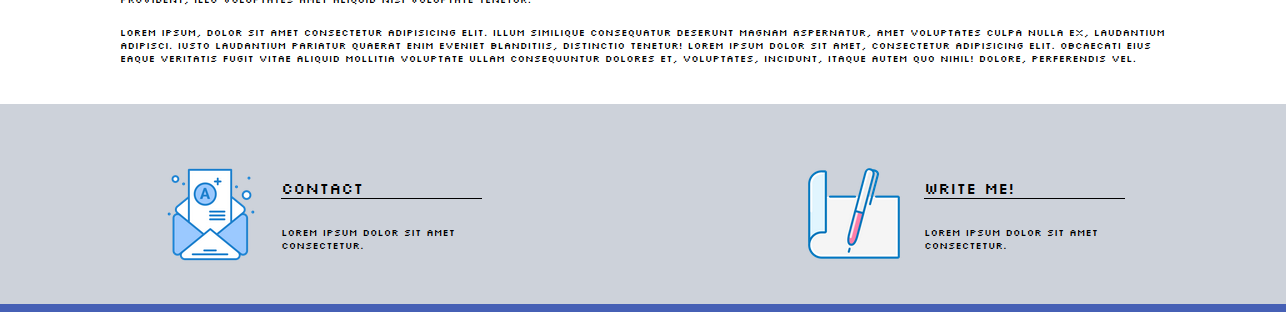 PROVIDENT, ILLO VOLUPTATES AMET ALIQUID NISI VOLUPTATE TENETUR.
LOREM IPSUM, DOLOR SIT AMET CONSECTETUR ADIPISICING ELIT. ILLUM SIMILIQUE CONSEQUATUR DESERUNT MAGNAM ASPERNATUR, AMET VOLUPTATES CULPA NULLA EX, LAUDANTIUM
ADIPISCI. IUSTO LAUDANTIUM PARIATUR QUAERAT ENIM EVENIET BLANDITIIS, DISTINCTIO TENETUR! LOREM IPSUM DOLOR SIT AMET, CONSECTETUR ADIPISICING ELIT. OBCAECATI EIUS
EAQUE VERITATIS FUGIT VITAE ALIQUID MOLLITIA VOLUPTATE ULLAM CONSEQUUNTUR DOLORES ET, VOLUPTATES, INCIDUNT, ITAQUE AUTEM QUO NIHIL! DOLORE, PERFERENDIS VEL.
A+
CONTACT
LOREM IPSUM DOLOR SIT AMET
CONSECTETUR.
WRITE ME!
LOREM IPSUM DOLOR SIT AMET
CONSECTETUR.